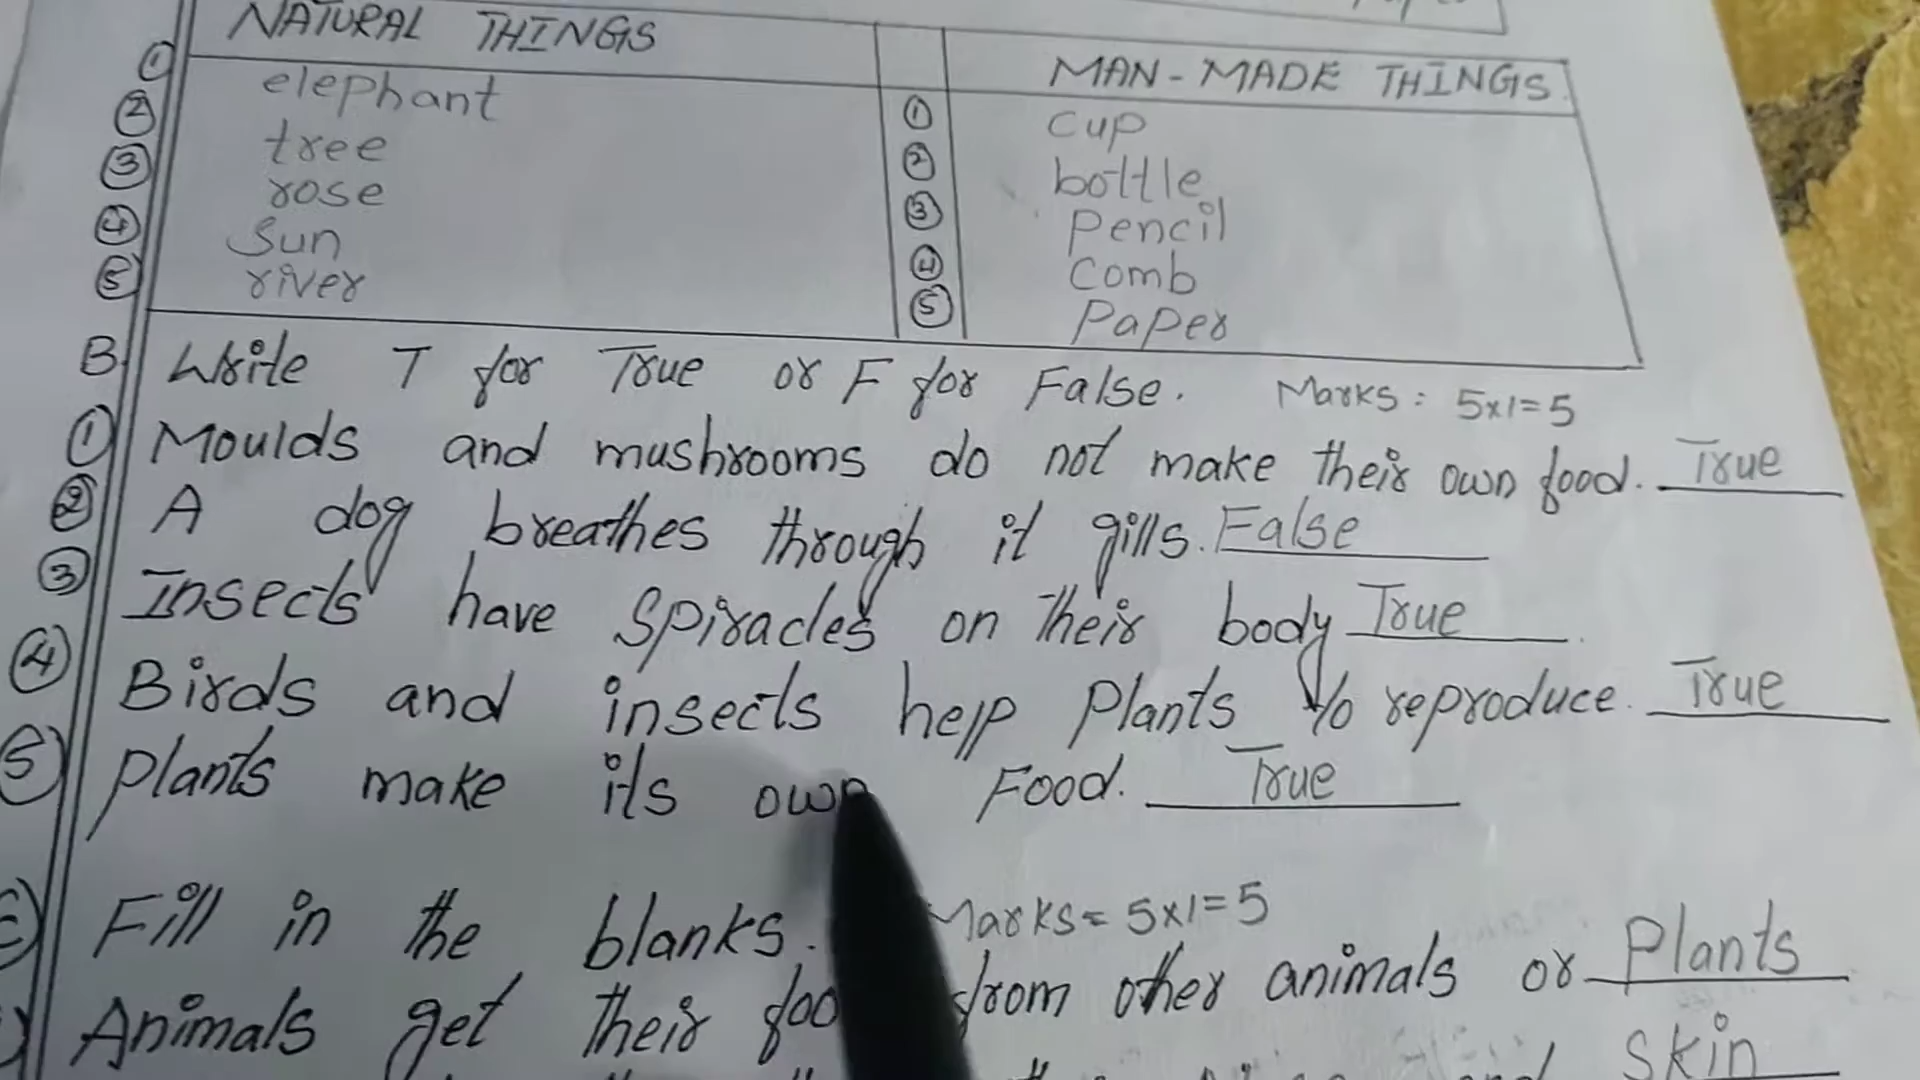 NATURAL THINGS
MAN-MADE THINGS.
① elephant
② tree
③ rose
④ Sun
⑤ river
① Cup
② bottle
③ Pencil
④ Comb
⑤ Paper
B. Write T for True or F for False. Marks: 5x1=5
① Moulds and mushrooms do not make their own food. True
② A dog breathes through it gills. False
③ Insects have Spiracles on their body True
④ Birds and insects help Plants to reproduce. True
⑤ Plants make its own Food. True
Fill in the blanks. Marks= 5x1=5
Animals get their from other animals or Plants
Skin